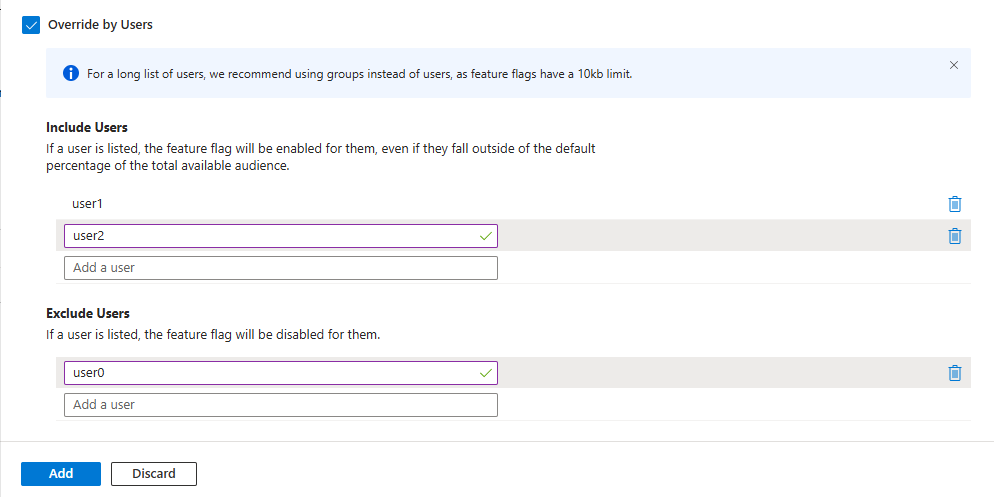 Override by Users
For a long list of users, we recommend using groups instead of users, as feature flags have a 10kb limit.
Include Users
If a user is listed, the feature flag will be enabled for them, even if they fall outside of the default
percentage of the total available audience.
user1
user2
Add a user
Exclude Users
If a user is listed, the feature flag will be disabled for them.
user0
Add a user
Add
Discard